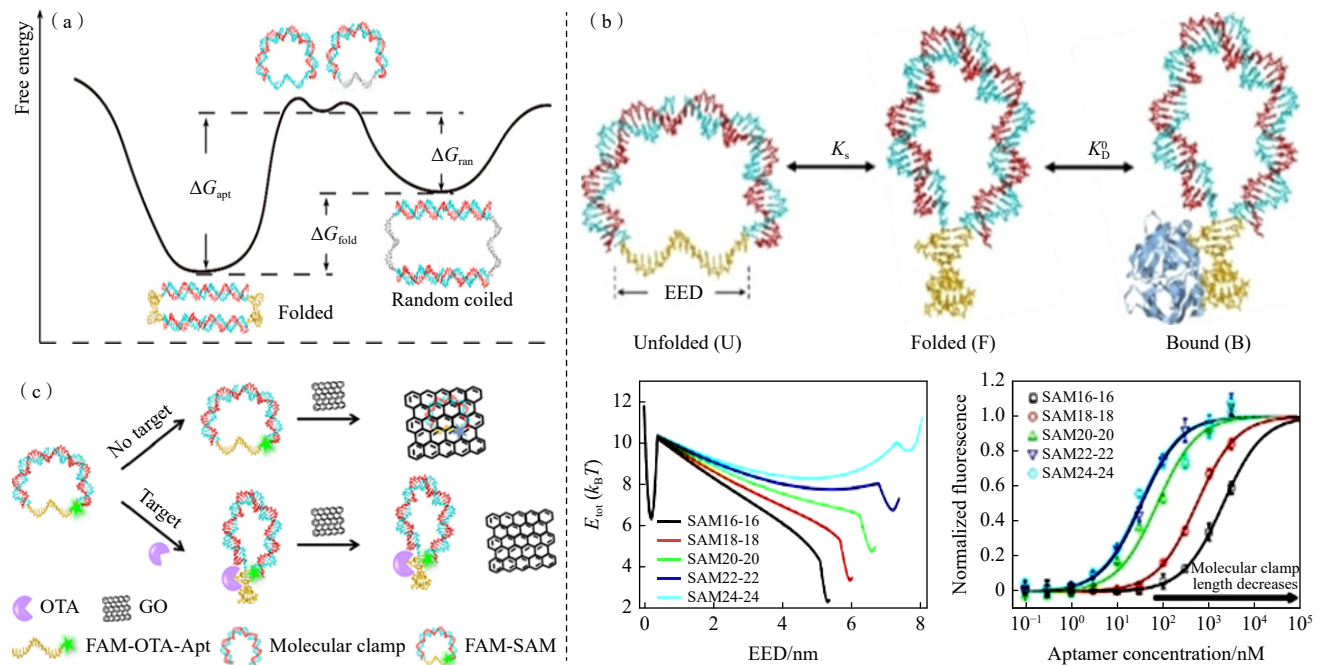 (a)
Free energy
ΔG_apt
ΔG_ran
ΔG_fold
Folded
Random coiled
(b)
K_s
K_D^0
EED
Unfolded (U)
Folded (F)
Bound (B)
E_tot (k_BT)
12
10
8
6
4
2
SAM16-16
SAM18-18
SAM20-20
SAM22-22
SAM24-24
0
2
4
6
8
EED/nm
Normalized fluorescence
1.2
1.0
0.8
0.6
0.4
0.2
0
SAM16-16
SAM18-18
SAM20-20
SAM22-22
SAM24-24
Molecular clamp
length decreases
10^−1
10^0
10^1
10^2
10^3
10^4
10^5
Aptamer concentration/nM
(c)
No target
Target
OTA
GO
FAM-OTA-Apt
Molecular clamp
FAM-SAM